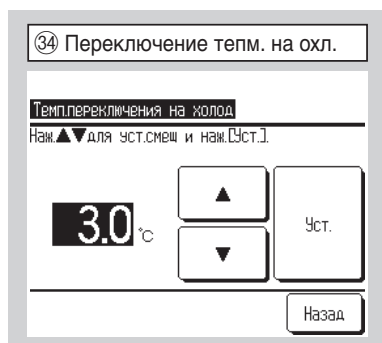 34 Переключение тепм. на охл.
Темп.переключения на холод
Наж.▲▼для уст.смещ и наж.[Уст.].
▲
3.0 °C
Уст.
▼
Назад